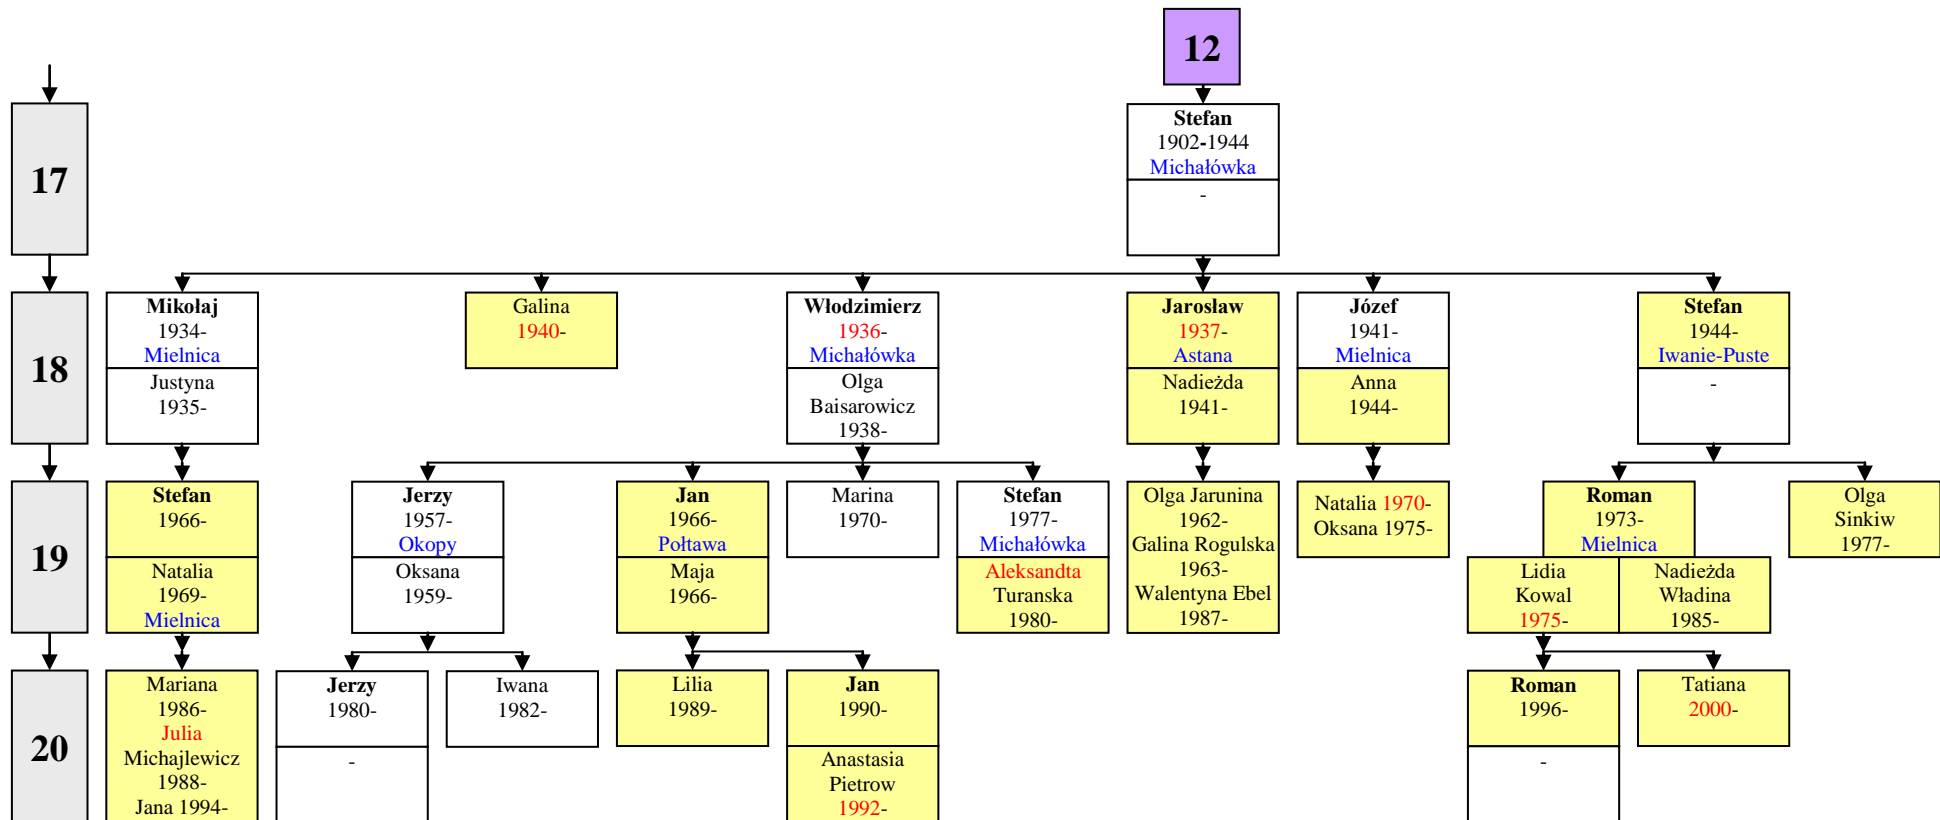 12
17
Stefan
1902-1944
Michałówka
-
18
Mikołaj
1934-
Mielnica
Justyna
1935-
Galina
1940-
Włodzimierz
1936-
Michałówka
Olga
Baisarowicz
1938-
Jarosław
1937-
Astana
Nadieżda
1941-
Józef
1941-
Mielnica
Anna
1944-
Stefan
1944-
Iwanie-Puste
-
19
Stefan
1966-
Natalia
1969-
Mielnica
Jerzy
1957-
Okopy
Oksana
1959-
Jan
1966-
Połtawa
Maja
1966-
Marina
1970-
Stefan
1977-
Michałówka
Aleksandta
Turanska
1980-
Olga Jarunina
1962-
Galina Rogulska
1963-
Walentyna Ebel
1987-
Natalia 1970-
Oksana 1975-
Roman
1973-
Mielnica
Lidia
Kowal
1975-
Nadieżda
Władina
1985-
Olga
Sinkiw
1977-
20
Mariana
1986-
Julia
Michajlewicz
1988-
Jana 1994-
Jerzy
1980-
-
Iwana
1982-
Lilia
1989-
Jan
1990-
Anastasia
Pietrow
1992-
Roman
1996-
-
Tatiana
2000-